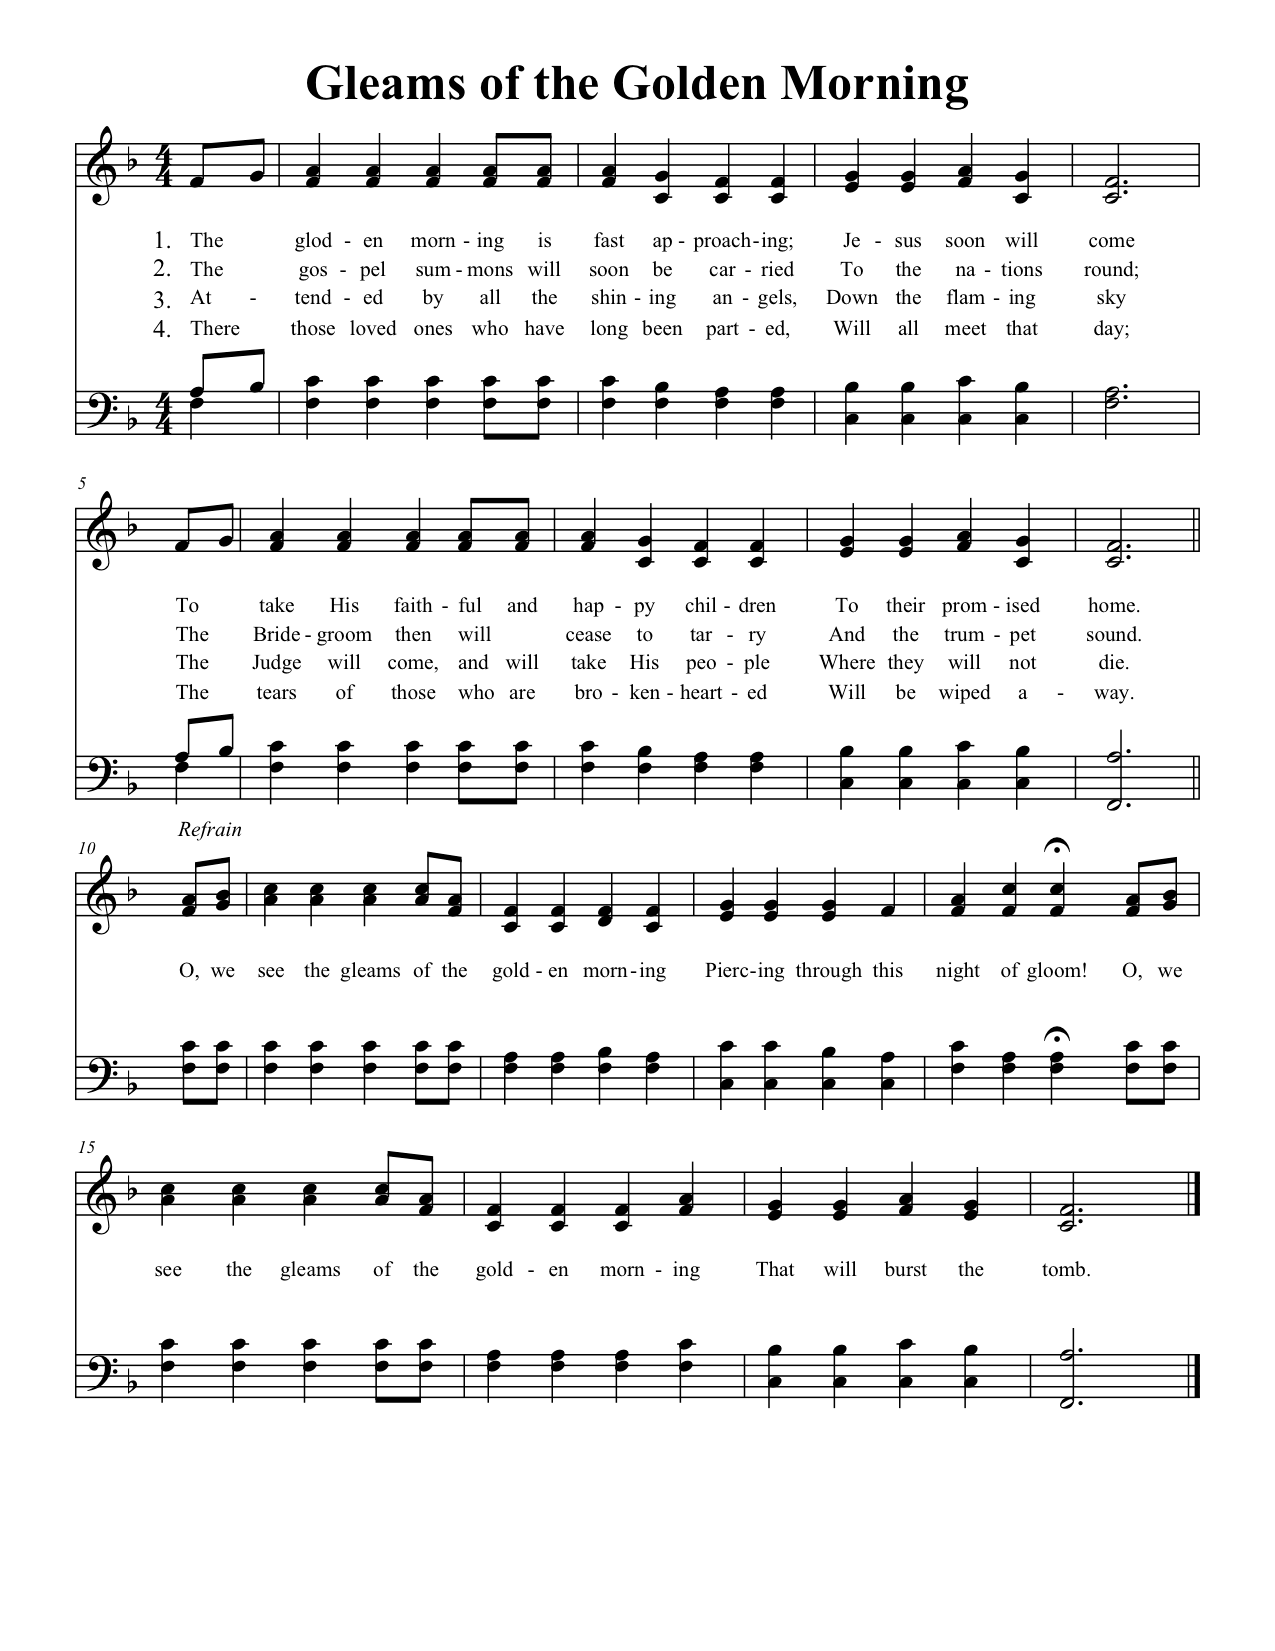 Gleams of the Golden Morning
4
4
1. The glod - en morn - ing is fast ap - proach - ing; Je - sus soon will come
2. The gos - pel sum - mons will soon be car - ried To the na - tions round;
3. At - tend - ed by all the shin - ing an - gels, Down the flam - ing sky
4. There those loved ones who have long been part - ed, Will all meet that day;
4
4
5
To take His faith - ful and hap - py chil - dren To their prom - ised home.
The Bride - groom then will cease to tar - ry And the trum - pet sound.
The Judge will come, and will take His peo - ple Where they will not die.
The tears of those who are bro - ken - heart - ed Will be wiped a - way.
Refrain
10
O, we see the gleams of the gold - en morn - ing Pierc - ing through this night of gloom! O, we
15
see the gleams of the gold - en morn - ing That will burst the tomb.